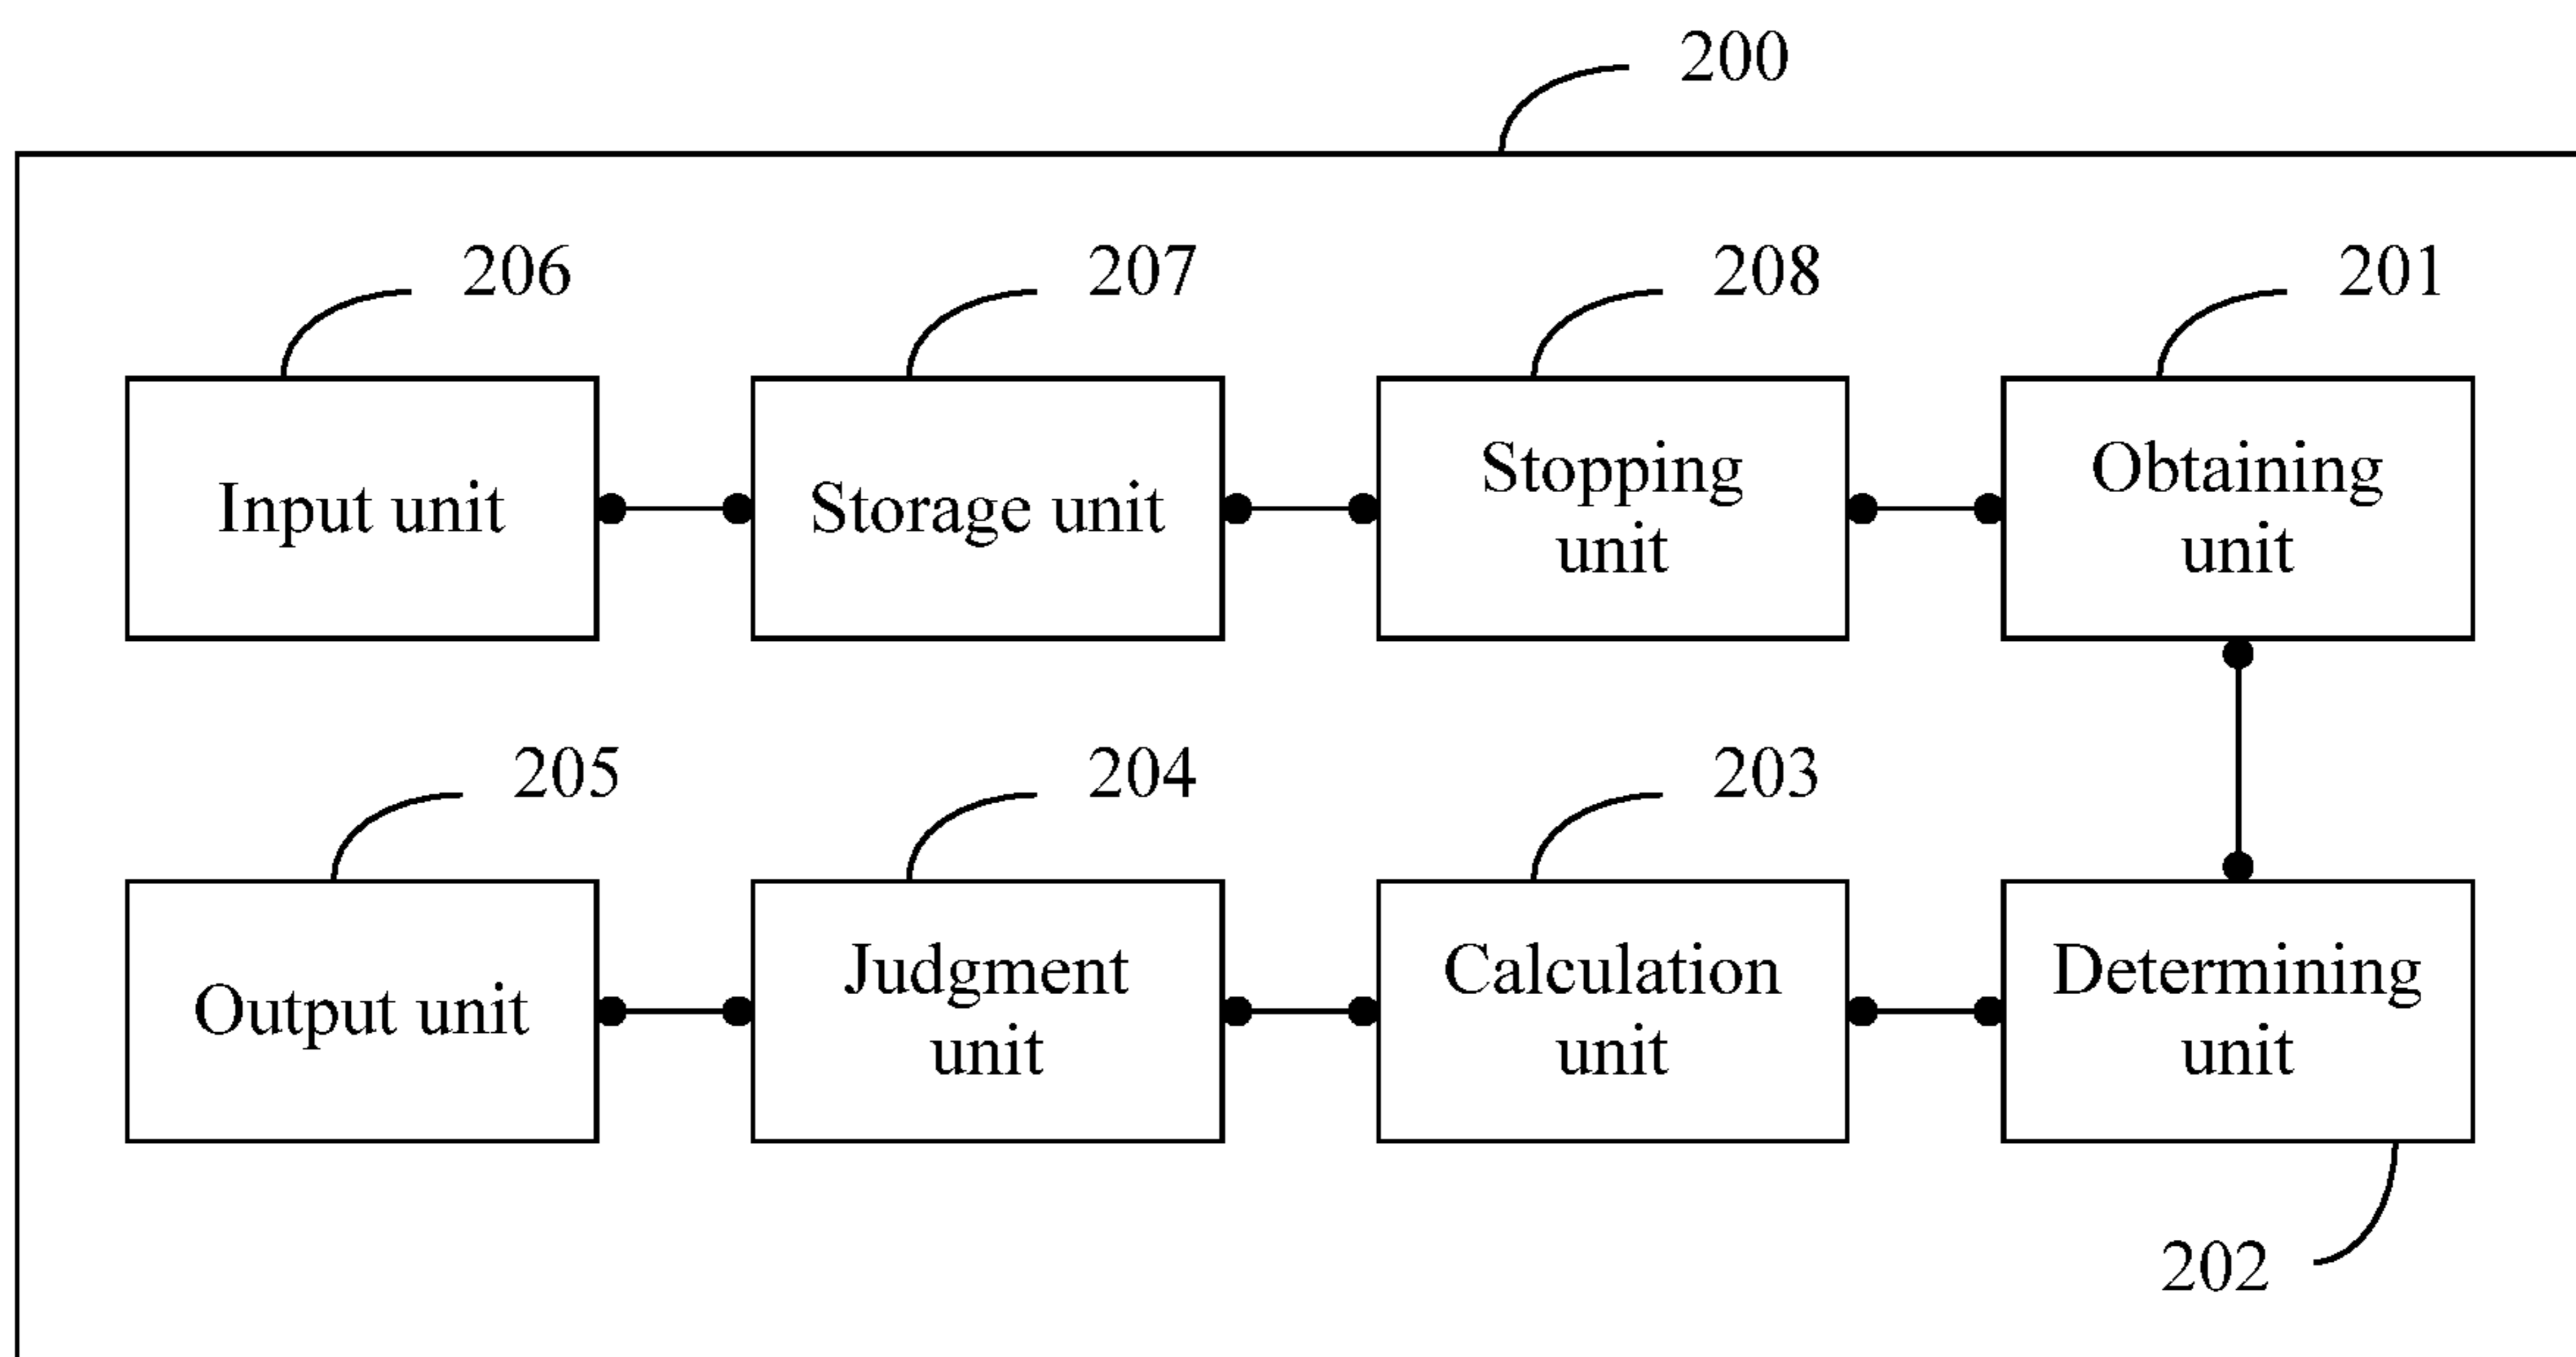 200
206
207
208
201
Input unit
Storage unit
Stopping
unit
Obtaining
unit
205
204
203
Output unit
Judgment
unit
Calculation
unit
Determining
unit
202